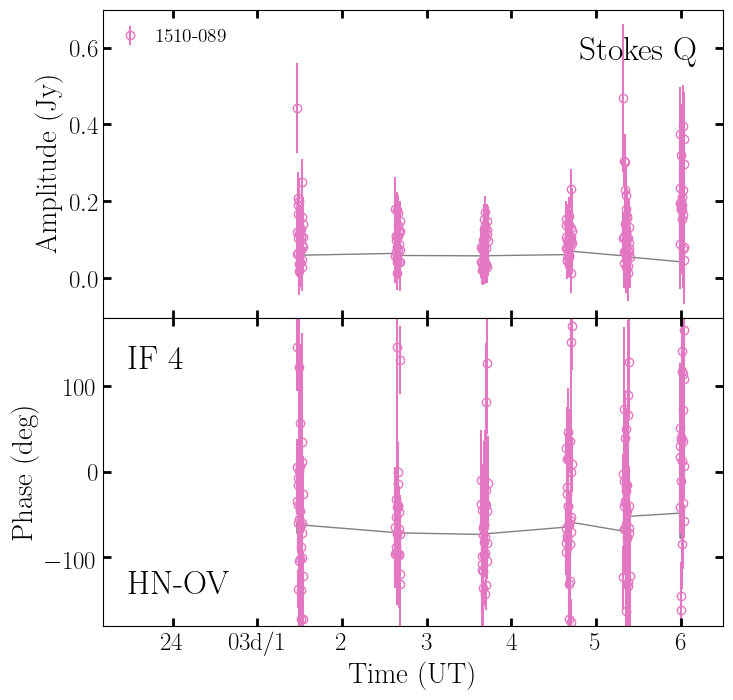 1510-089
Stokes Q
Amplitude (Jy)
0.6
0.4
0.2
0.0
IF 4
HN-OV
Phase (deg)
100
0
−100
24 03d/1 2 3 4 5 6
Time (UT)